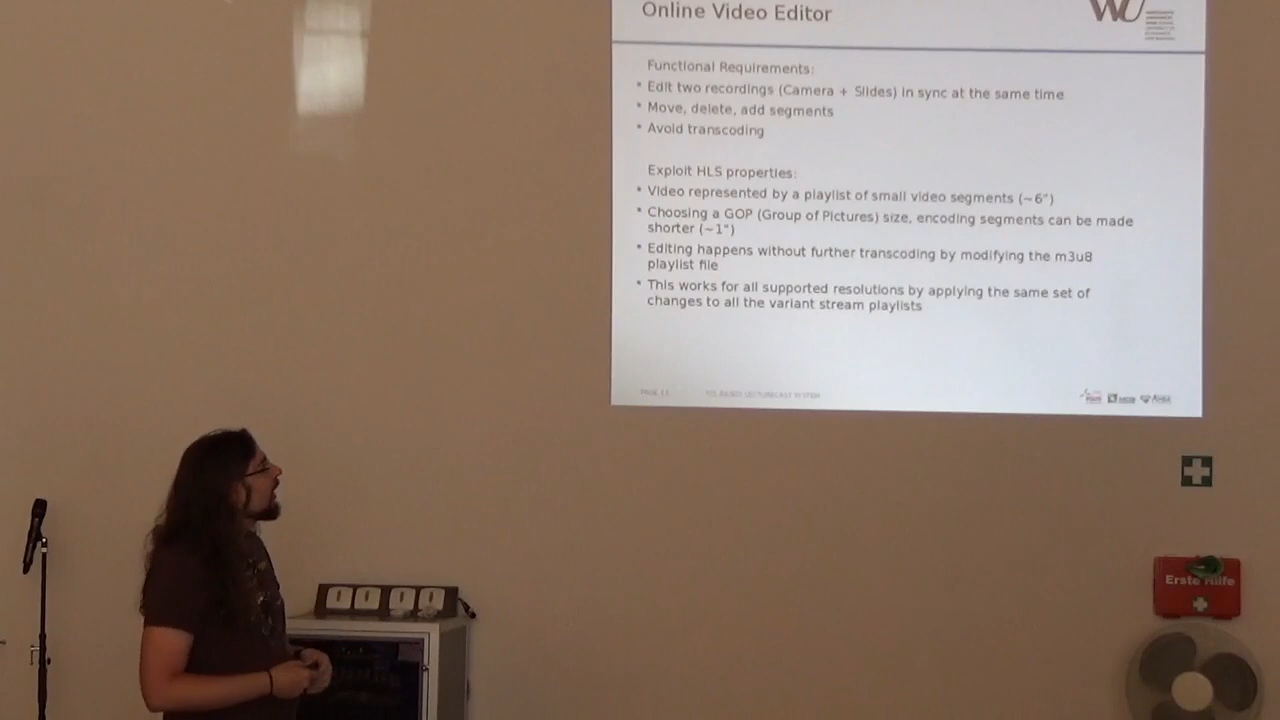 Online Video Editor
WU
Functional Requirements:
* Edit two recordings (Camera + Slides) in sync at the same time
* Move, delete, add segments
* Avoid transcoding
Exploit HLS properties:
* Video represented by a playlist of small video segments (~6")
* Choosing a GOP (Group of Pictures) size, encoding segments can be made
shorter (~1")
* Editing happens without further transcoding by modifying the m3u8
playlist file
* This works for all supported resolutions by applying the same set of
changes to all the variant stream playlists
PAGE
LECTURECAST SYSTEM
Erste Hilfe